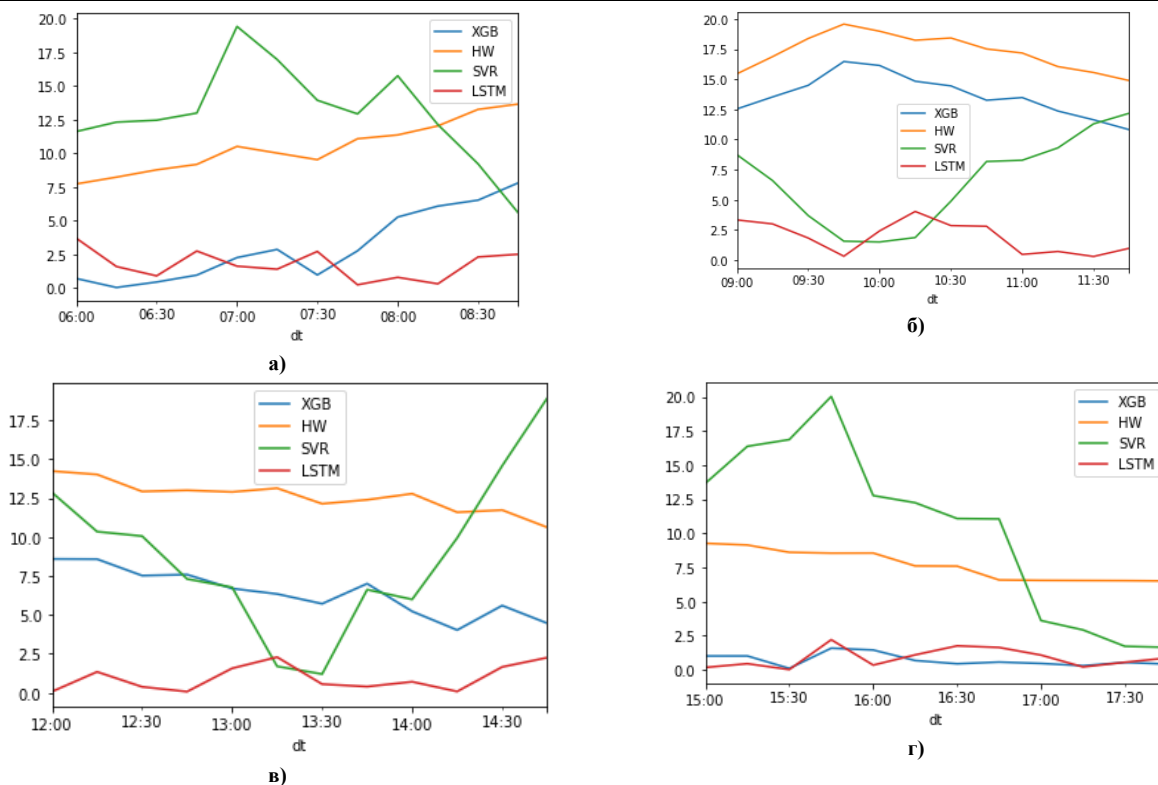 20.0
17.5
15.0
12.5
10.0
7.5
5.0
2.5
0.0
XGB
HW
SVR
LSTM
06:00 06:30 07:00 07:30 08:00 08:30
dt
а)
20.0
17.5
15.0
12.5
10.0
7.5
5.0
2.5
0.0
XGB
HW
SVR
LSTM
09:00 09:30 10:00 10:30 11:00 11:30
dt
б)
17.5
15.0
12.5
10.0
7.5
5.0
2.5
0.0
XGB
HW
SVR
LSTM
12:00 12:30 13:00 13:30 14:00 14:30
dt
в)
20.0
17.5
15.0
12.5
10.0
7.5
5.0
2.5
0.0
XGB
HW
SVR
LSTM
15:00 15:30 16:00 16:30 17:00 17:30
dt
г)